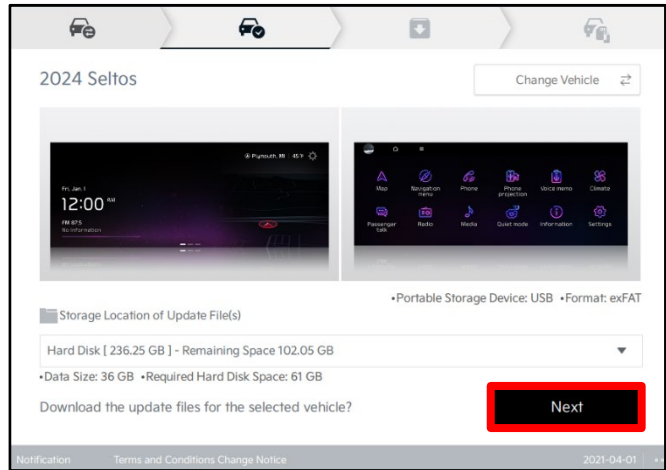 2024 Seltos
Change Vehicle
Plymouth, MI 45°F
Fri, Jan. 1
12:00 AM
FM 87.5
No Information
Map
Navigation menu
Phone
Phone projection
Voice memo
Climate
Passenger talk
Radio
Media
Quiet mode
Information
Settings
•Portable Storage Device: USB •Format: exFAT
Storage Location of Update File(s)
Hard Disk [ 236.25 GB ] - Remaining Space 102.05 GB
•Data Size: 36 GB •Required Hard Disk Space: 61 GB
Download the update files for the selected vehicle?
Next
Notification Terms and Conditions Change Notice 2021-04-01